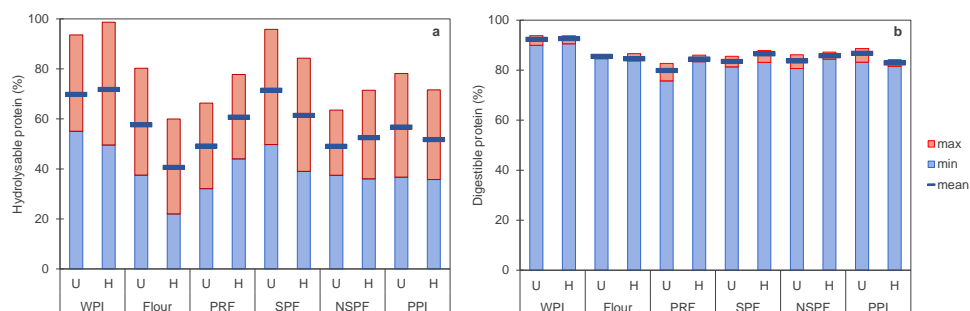 a
Hydrolysable protein (%)
100
80
60
40
20
0
U H U H U H U H U H U H
WPI Flour PRF SPF NSPF PPI
b
Digestible protein (%)
100
80
60
40
20
0
U H U H U H U H U H U H
WPI Flour PRF SPF NSPF PPI
max
min
mean